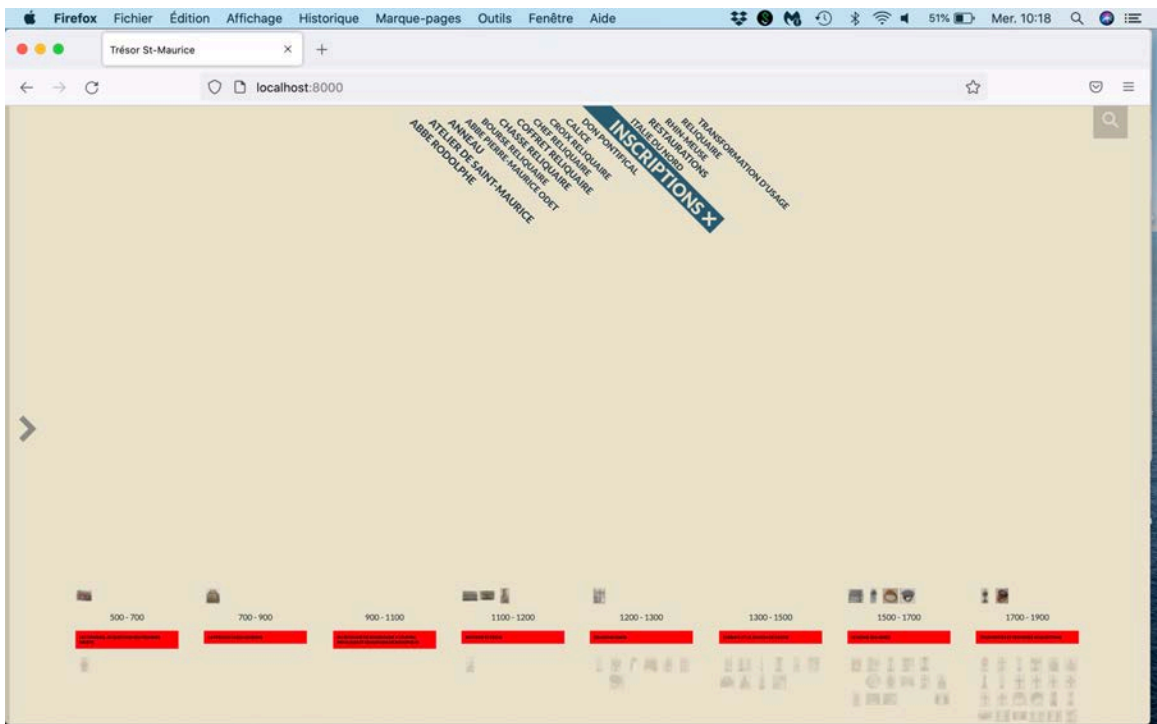 Firefox Fichier Édition Affichage Historique Marque-pages Outils Fenêtre Aide 51% Mer. 10:18
Trésor St-Maurice
localhost:8000
ABBE RODOLPHE
ATELIER DE SAINT-MAURICE
ANNEAU
ABBE PIERRE-MAURICE ODET
BOURSE RELIQUAIRE
CHASSE RELIQUAIRE
COFFRET RELIQUAIRE
CHEF RELIQUAIRE
CROIX RELIQUAIRE
CALICE
DON PONTIFICAL
INSCRIPTIONS X
ITALIE DU NORD
RESTAURATIONS
RHIN-MEUSE
RELIQUAIRE
TRANSFORMATION D'USAGE
500 - 700 700 - 900 900 - 1100 1100 - 1200 1200 - 1300 1300 - 1500 1500 - 1700 1700 - 1900